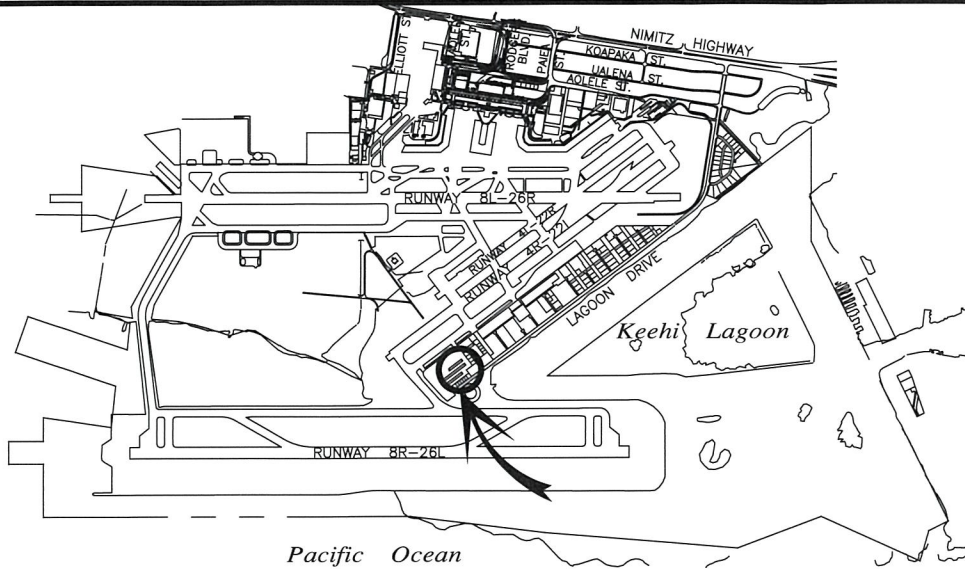 NIMITZ HIGHWAY
ELLIOTT ST.
ST.
RODGERS
BLVD
PAIEA
ST.
KOAPAKA ST.
UALENA ST.
AOLELE ST.
RUNWAY 8L-26R
RUNWAY 4L-22R
RUNWAY 4R-22L
LAGOON DRIVE
Keehi Lagoon
RUNWAY 8R-26L
Pacific Ocean